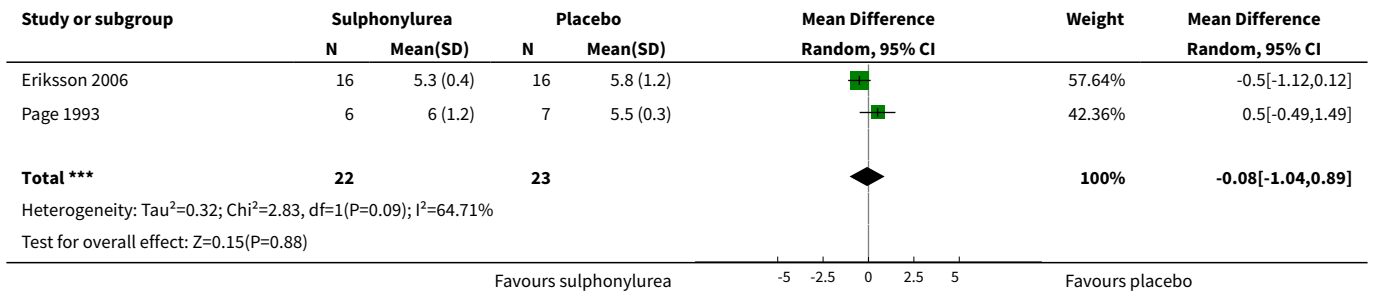 Study or subgroup Sulphonylurea Placebo Mean Difference Weight Mean Difference
N Mean(SD) N Mean(SD) Random, 95% CI Random, 95% CI
Eriksson 2006 16 5.3 (0.4) 16 5.8 (1.2) 57.64% -0.5[-1.12,0.12]
Page 1993 6 6 (1.2) 7 5.5 (0.3) 42.36% 0.5[-0.49,1.49]
Total *** 22 23 100% -0.08[-1.04,0.89]
Heterogeneity: Tau²=0.32; Chi²=2.83, df=1(P=0.09); I²=64.71%
Test for overall effect: Z=0.15(P=0.88)
Favours sulphonylurea -5 -2.5 0 2.5 5 Favours placebo